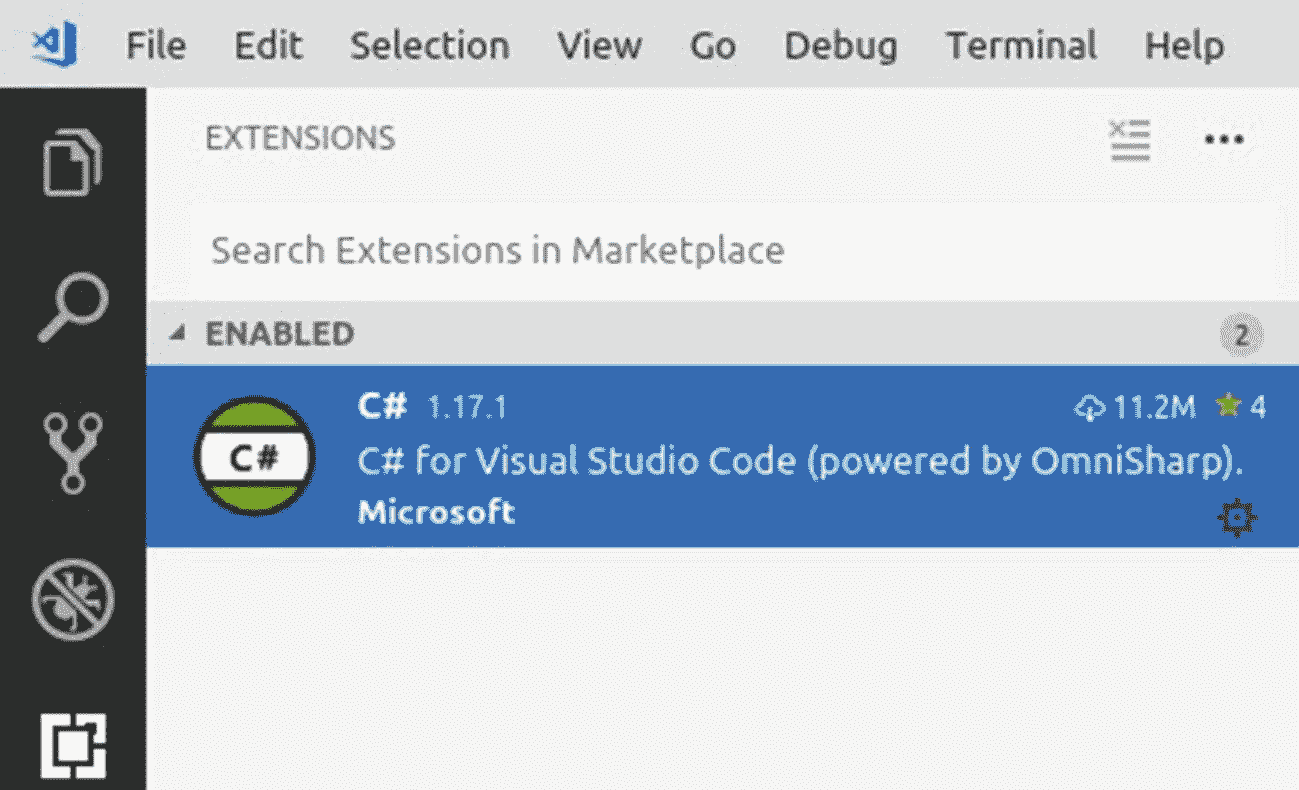 File Edit Selection View Go Debug Terminal Help
EXTENSIONS
Search Extensions in Marketplace
ENABLED 2
C# 1.17.1 11.2M 4
C#
C# for Visual Studio Code (powered by OmniSharp).
Microsoft